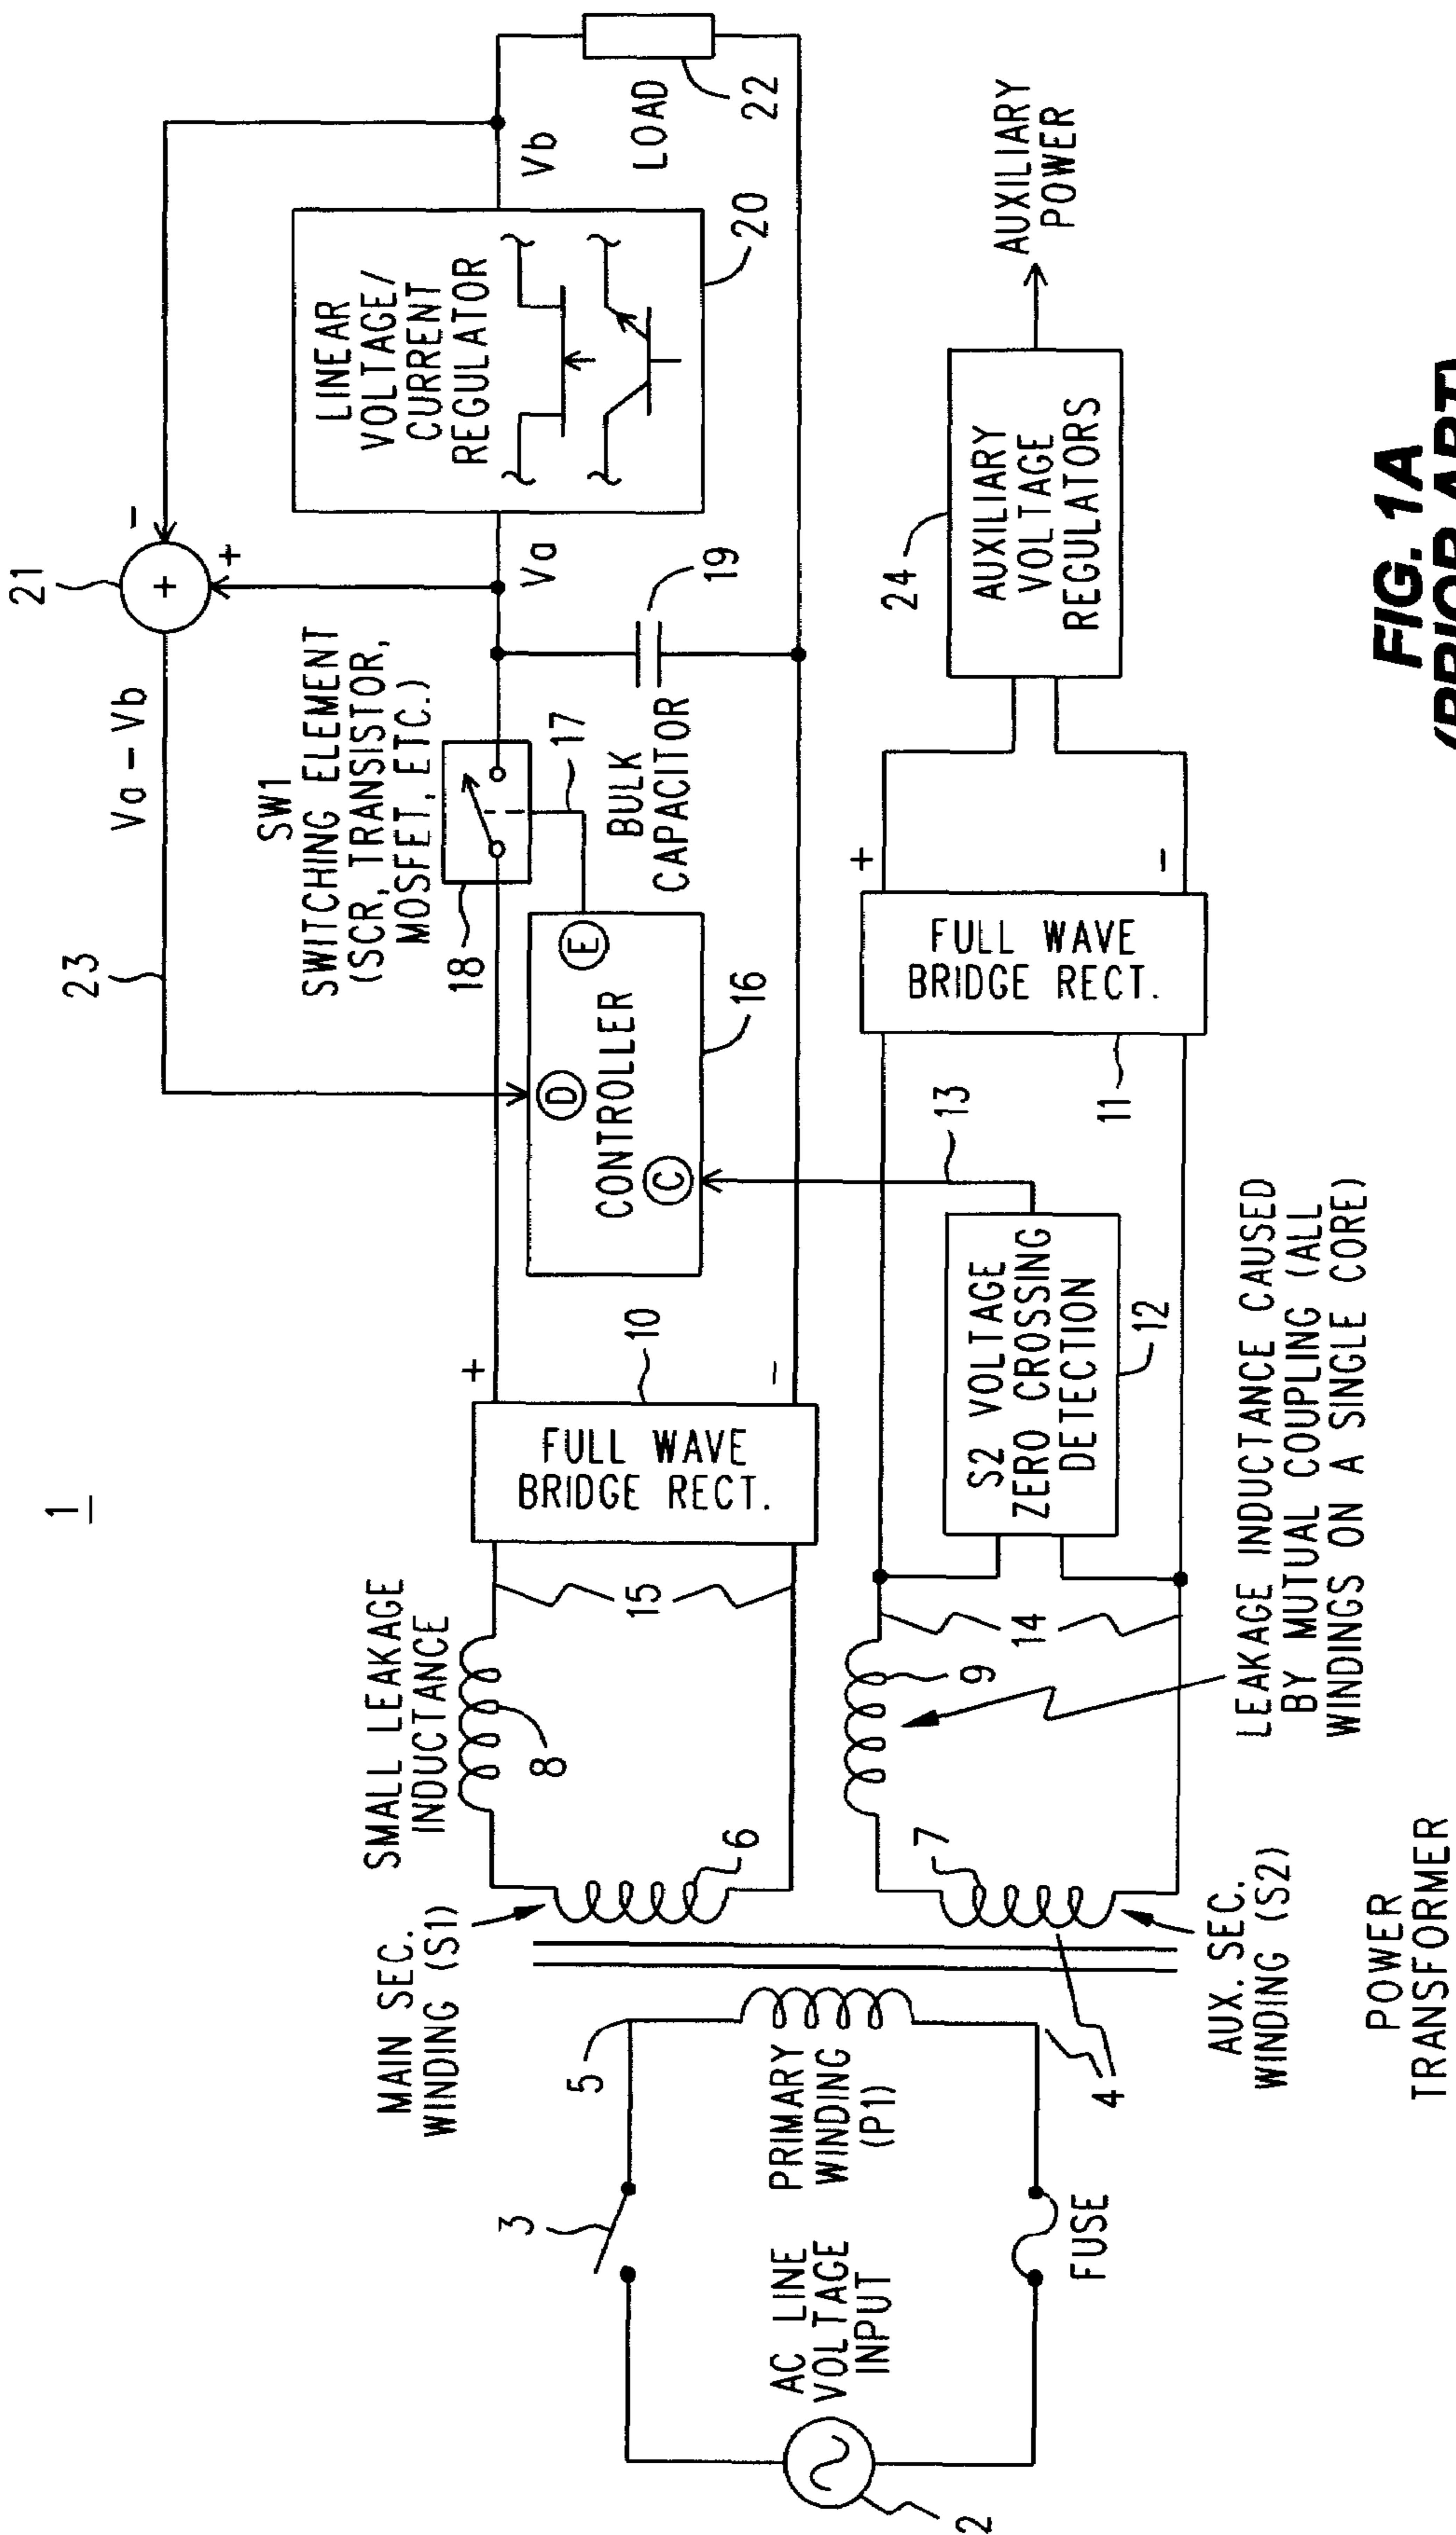 1
21
Va - Vb
23
-
+
SW1
SWITCHING ELEMENT
(SCR, TRANSISTOR,
MOSFET, ETC.)
18
17
LINEAR
VOLTAGE/
CURRENT
REGULATOR
20
Va
Vb
LOAD
22
19
BULK
CAPACITOR
CONTROLLER
C
D
E
16
MAIN SEC.
WINDING (S1)
SMALL LEAKAGE
INDUCTANCE
8
6
15
+
-
10
FULL WAVE
BRIDGE RECT.
3
5
AC LINE
VOLTAGE
INPUT
2
PRIMARY
WINDING
(P1)
4
FUSE
7
9
14
AUX. SEC.
WINDING (S2)
S2 VOLTAGE
ZERO CROSSING
DETECTION
12
13
11
FULL WAVE
BRIDGE RECT.
+
-
24
AUXILIARY
VOLTAGE
REGULATORS
AUXILIARY
POWER
LEAKAGE INDUCTANCE CAUSED
BY MUTUAL COUPLING (ALL
WINDINGS ON A SINGLE CORE)
POWER
TRANSFORMER
FIG. 1A
(PRIOR ART)